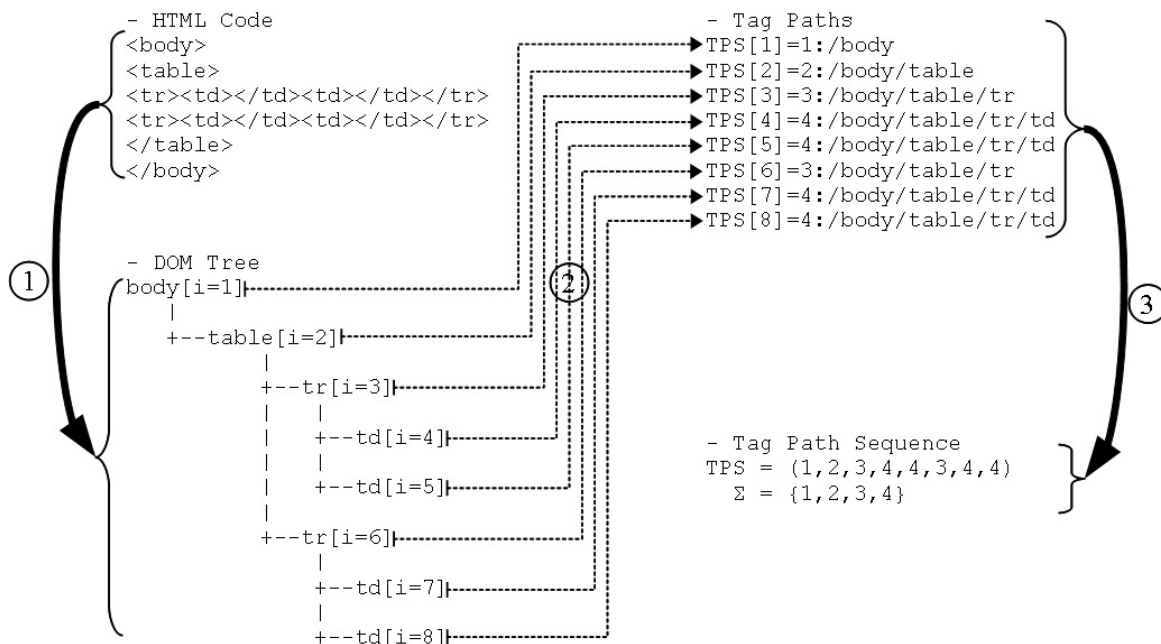 - HTML Code
<body>
<table>
<tr><td></td><td></td></tr>
<tr><td></td><td></td></tr>
</table>
</body>
- DOM Tree
body[i=1]
|
+--table[i=2]
|
+--tr[i=3]
| |
| +--td[i=4]
| |
| +--td[i=5]
|
+--tr[i=6]
|
+--td[i=7]
|
+--td[i=8]
1
2
- Tag Paths
TPS[1]=1:/body
TPS[2]=2:/body/table
TPS[3]=3:/body/table/tr
TPS[4]=4:/body/table/tr/td
TPS[5]=4:/body/table/tr/td
TPS[6]=3:/body/table/tr
TPS[7]=4:/body/table/tr/td
TPS[8]=4:/body/table/tr/td
3
- Tag Path Sequence
TPS = (1,2,3,4,4,3,4,4)
Σ = {1,2,3,4}